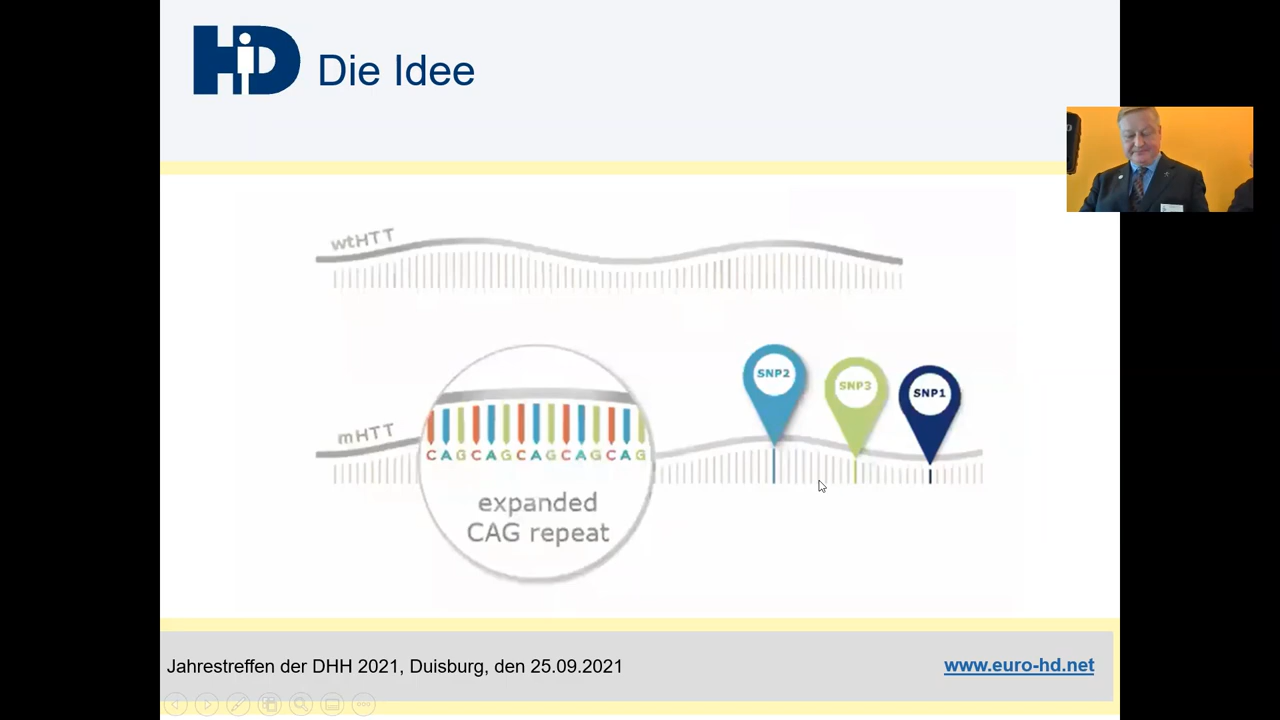 HD Die Idee
wtHTT
SNP2
SNP3
SNP1
mHTT
CAGCAGCAGCAGCAG
expanded
CAG repeat
Jahrestreffen der DHH 2021, Duisburg, den 25.09.2021
www.euro-hd.net